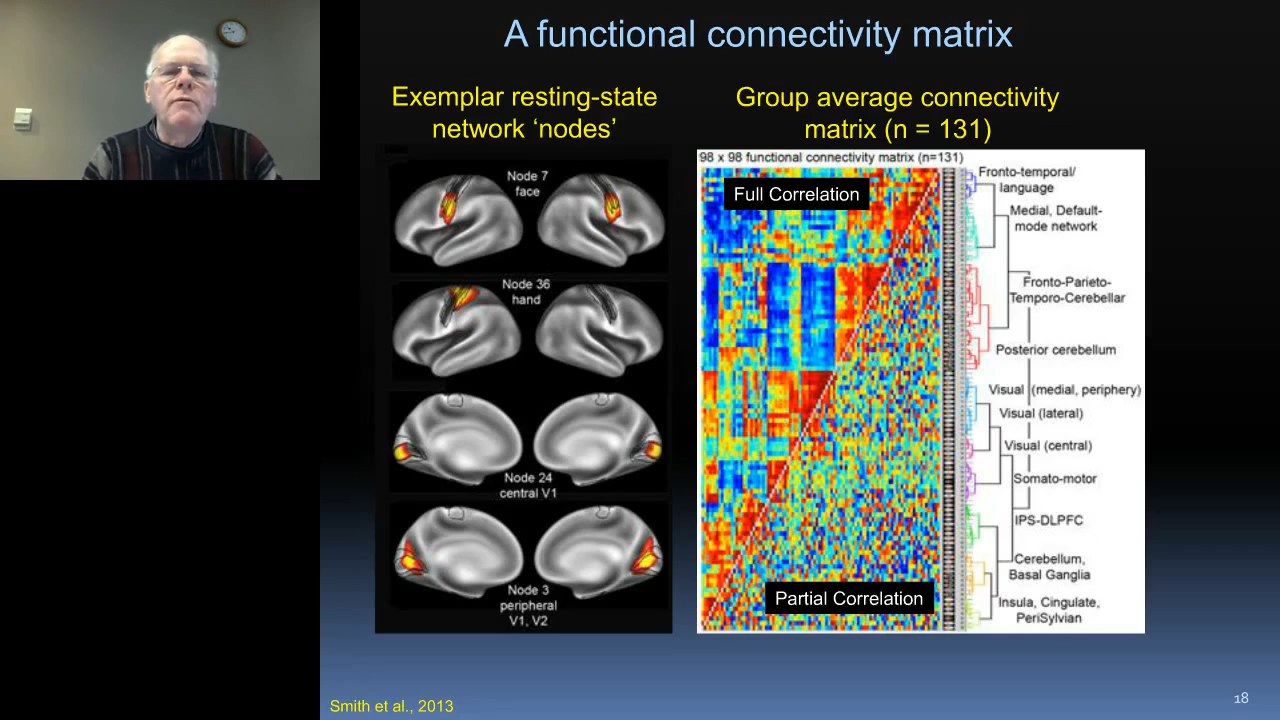 A functional connectivity matrix
Exemplar resting-state
network ‘nodes’
Group average connectivity
matrix (n = 131)
Node 7
face
Node 36
hand
Node 24
central V1
Node 3
peripheral
V1, V2
98 x 98 functional connectivity matrix (n=131)
Full Correlation
Partial Correlation
Fronto-temporal/
language
Medial, Default-
mode network
Fronto-Parieto-
Temporo-Cerebellar
Posterior cerebellum
Visual (medial, periphery)
Visual (lateral)
Visual (central)
Somato-motor
IPS-DLPFC
Cerebellum,
Basal Ganglia
Insula, Cingulate,
PeriSylvian
Smith et al., 2013
18